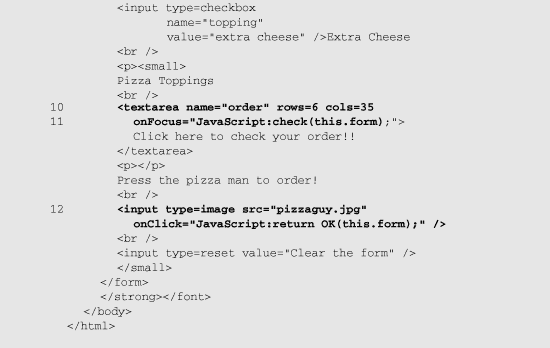 <input type=checkbox
name="topping"
value="extra cheese" />Extra Cheese
<br />
<p><small>
Pizza Toppings
<br />
10 <textarea name="order" rows=6 cols=35
11 onFocus="JavaScript:check(this.form);">
Click here to check your order!!
</textarea>
<p></p>
Press the pizza man to order!
<br />
12 <input type=image src="pizzaguy.jpg"
onClick="JavaScript:return OK(this.form);" />
<br />
<input type=reset value="Clear the form" />
</small>
</form>
</strong></font>
</body>
</html>